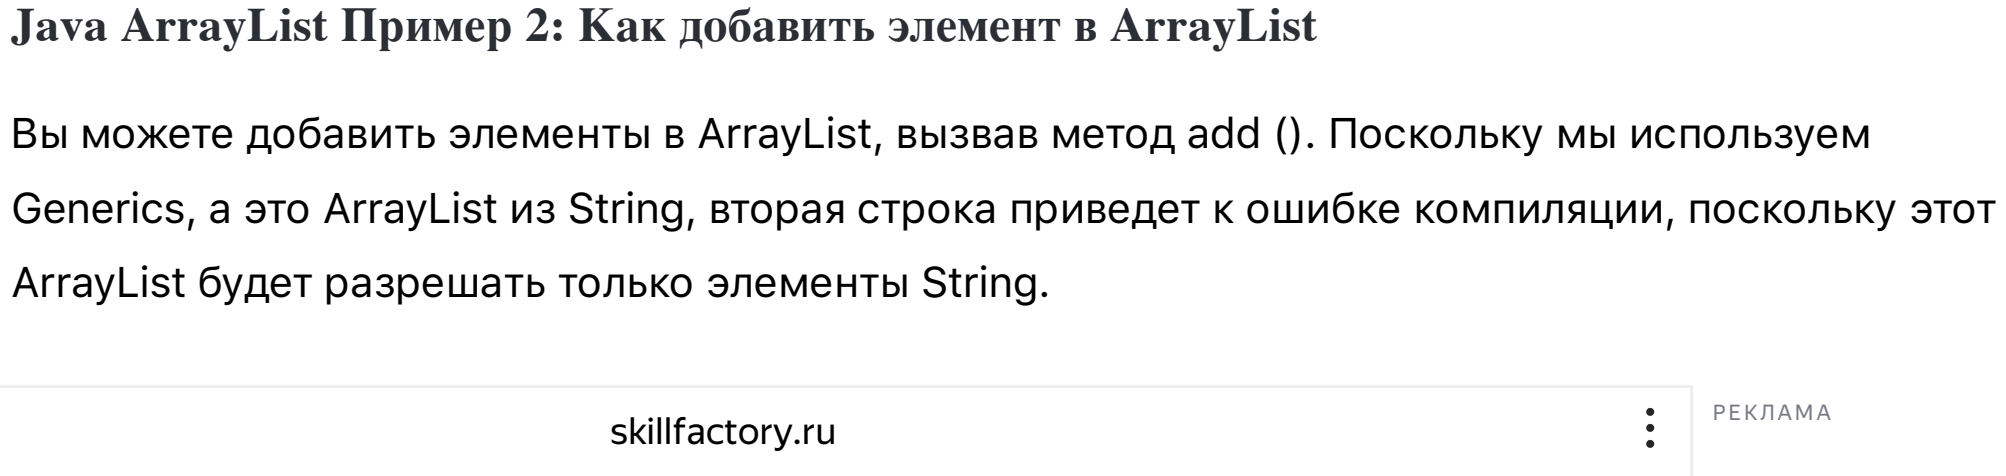 Java ArrayList Пример 2: Как добавить элемент в ArrayList
Вы можете добавить элементы в ArrayList, вызвав метод add (). Поскольку мы используем
Generics, а это ArrayList из String, вторая строка приведет к ошибке компиляции, поскольку этот
ArrayList будет разрешать только элементы String.
skillfactory.ru
РЕКЛАМА